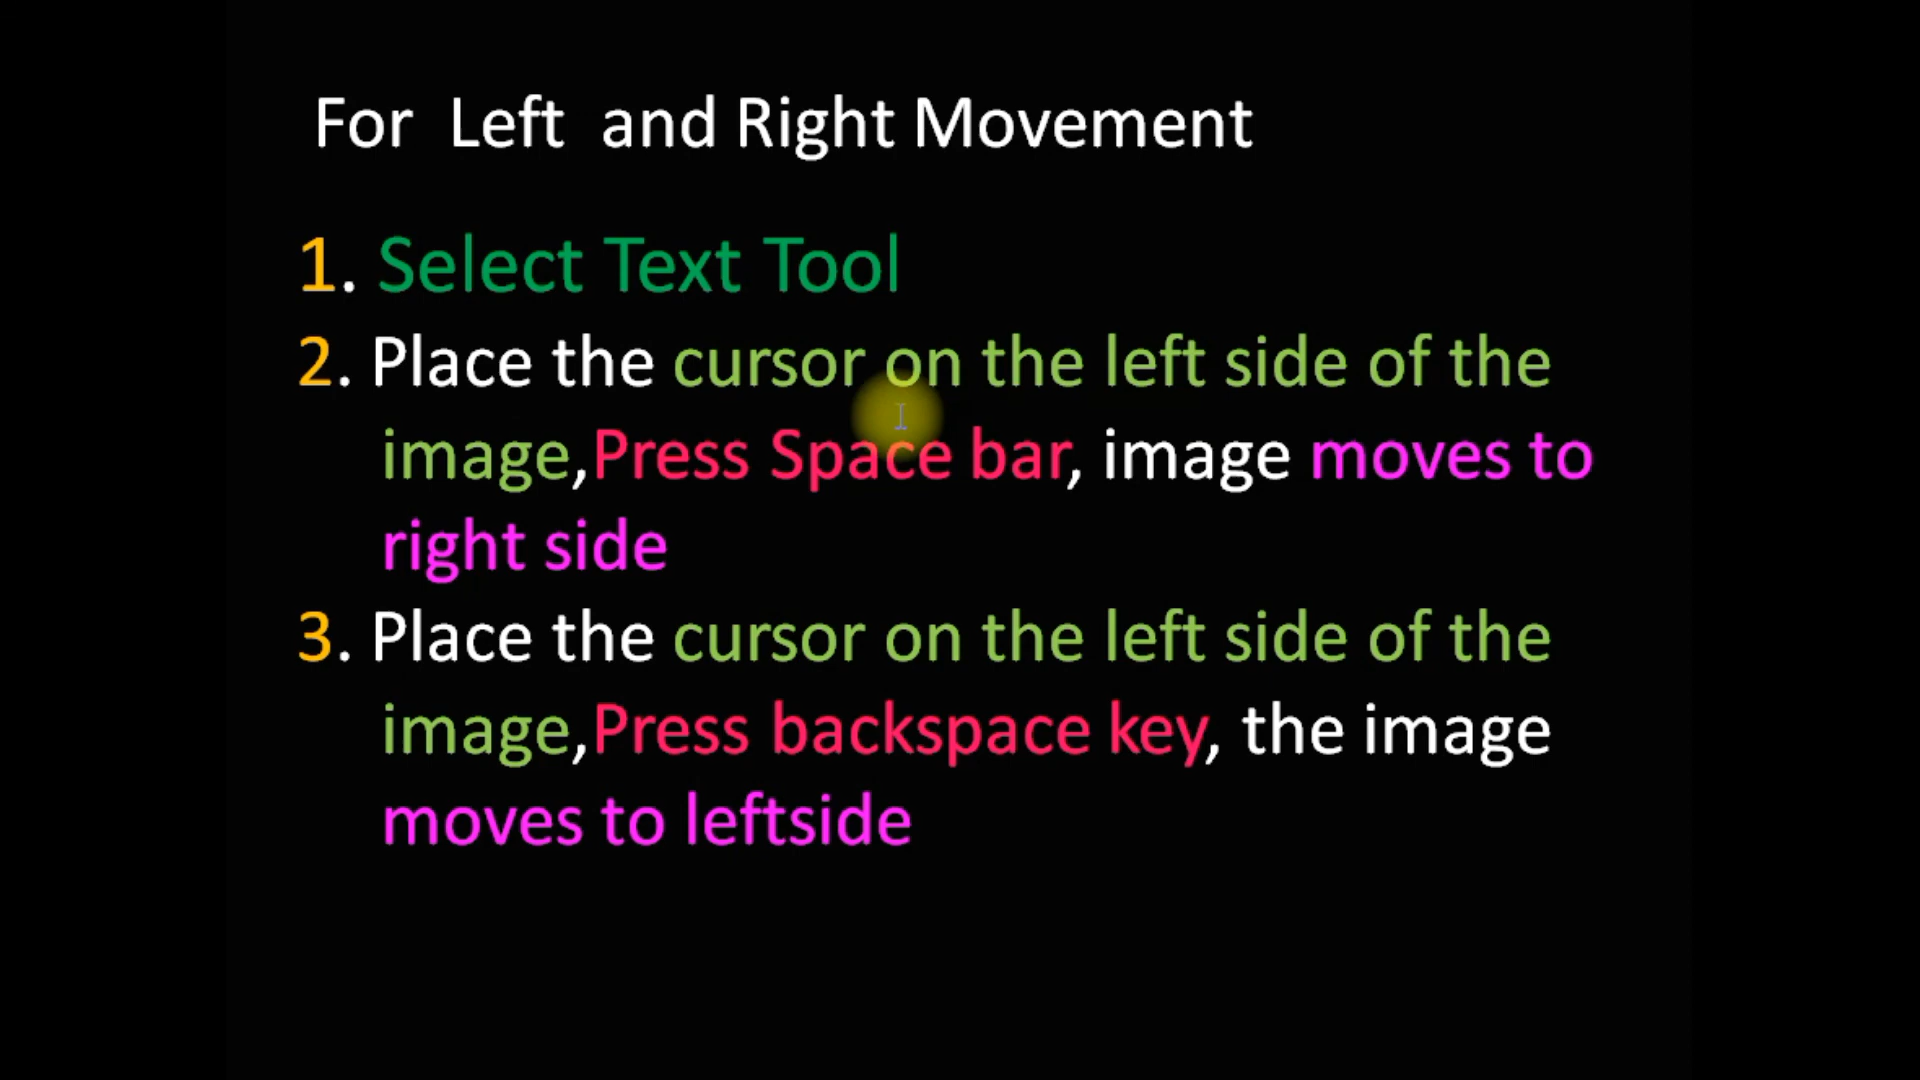 For Left and Right Movement
1. Select Text Tool
2. Place the cursor on the left side of the
image,Press Space bar, image moves to
right side
3. Place the cursor on the left side of the
image,Press backspace key, the image
moves to leftside